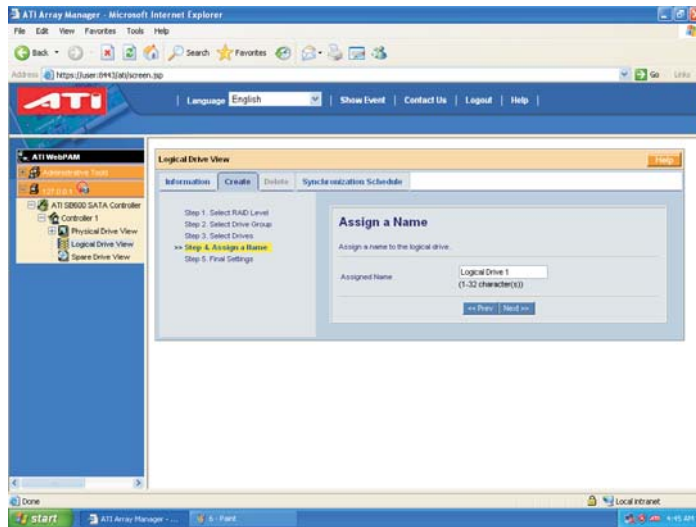 ATI Array Manager - Microsoft Internet Explorer
File Edit View Favorites Tools Help
Back Search Favorites
Address https://user:8443/ati/screen.jsp Go Links
ATI
Language English | Show Event | Contact Us | Logout | Help |
ATI WebPAM
Administrative Tools
127.0.0.1
ATI SB600 SATA Controller
Controller 1
Physical Drive View
Logical Drive View
Spare Drive View
Logical Drive View Help
Information Create Delete Synchronization Schedule
Step 1. Select RAID Level
Step 2. Select Drive Group
Step 3. Select Drives
>> Step 4. Assign a Name
Step 5. Final Settings
Assign a Name
Assign a name to the logical drive.
Assigned Name Logical Drive 1
(1-32 character(s))
<< Prev Next >>
Done Local intranet
start ATI Array Manager - ... 6 - Paint 4:45 AM